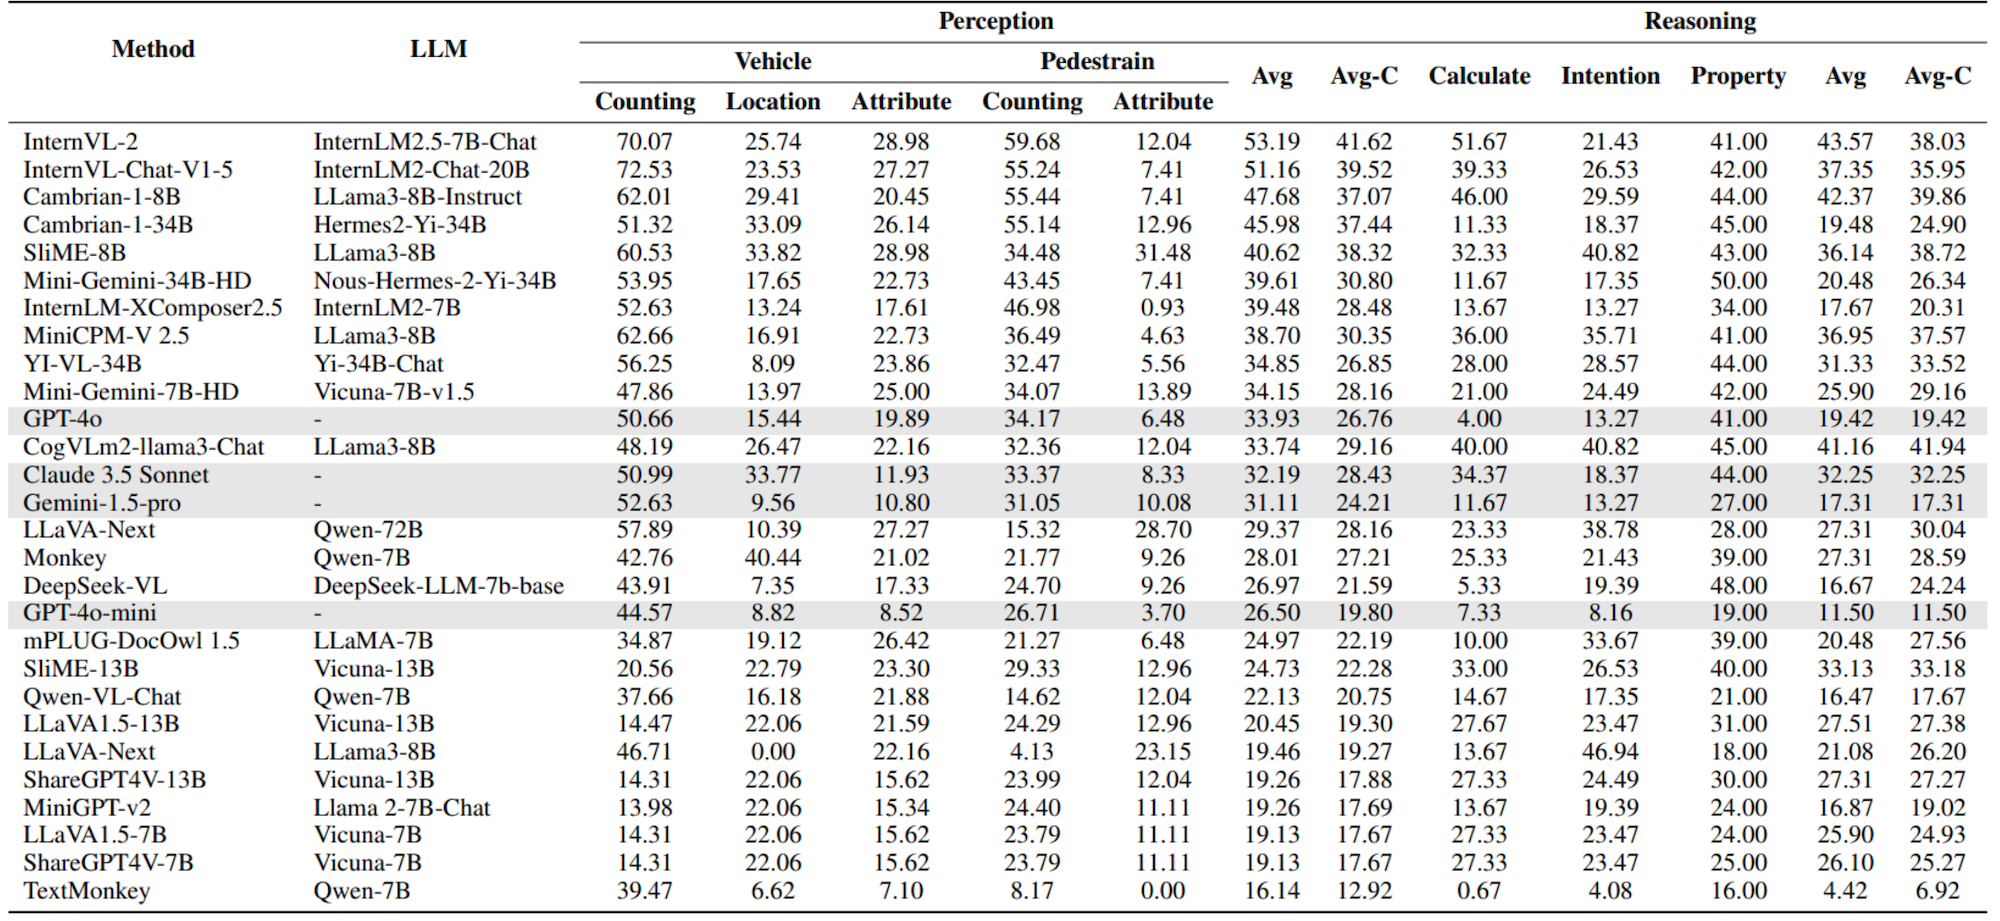 Perception Reasoning
Method LLM Vehicle Pedestrain Avg Avg-C Calculate Intention Property Avg Avg-C
Counting Location Attribute Counting Attribute
InternVL-2 InternLM2.5-7B-Chat 70.07 25.74 28.98 59.68 12.04 53.19 41.62 51.67 21.43 41.00 43.57 38.03
InternVL-Chat-V1-5 InternLM2-Chat-20B 72.53 23.53 27.27 55.24 7.41 51.16 39.52 39.33 26.53 42.00 37.35 35.95
Cambrian-1-8B LLama3-8B-Instruct 62.01 29.41 20.45 55.44 7.41 47.68 37.07 46.00 29.59 44.00 42.37 39.86
Cambrian-1-34B Hermes2-Yi-34B 51.32 33.09 26.14 55.14 12.96 45.98 37.44 11.33 18.37 45.00 19.48 24.90
SliME-8B LLama3-8B 60.53 33.82 28.98 34.48 31.48 40.62 38.32 32.33 40.82 43.00 36.14 38.72
Mini-Gemini-34B-HD Nous-Hermes-2-Yi-34B 53.95 17.65 22.73 43.45 7.41 39.61 30.80 11.67 17.35 50.00 20.48 26.34
InternLM-XComposer2.5 InternLM2-7B 52.63 13.24 17.61 46.98 0.93 39.48 28.48 13.67 13.27 34.00 17.67 20.31
MiniCPM-V 2.5 LLama3-8B 62.66 16.91 22.73 36.49 4.63 38.70 30.35 36.00 35.71 41.00 36.95 37.57
YI-VL-34B Yi-34B-Chat 56.25 8.09 23.86 32.47 5.56 34.85 26.85 28.00 28.57 44.00 31.33 33.52
Mini-Gemini-7B-HD Vicuna-7B-v1.5 47.86 13.97 25.00 34.07 13.89 34.15 28.16 21.00 24.49 42.00 25.90 29.16
GPT-4o - 50.66 15.44 19.89 34.17 6.48 33.93 26.76 4.00 13.27 41.00 19.42 19.42
CogVLm2-llama3-Chat LLama3-8B 48.19 26.47 22.16 32.36 12.04 33.74 29.16 40.00 40.82 45.00 41.16 41.94
Claude 3.5 Sonnet - 50.99 33.77 11.93 33.37 8.33 32.19 28.43 34.37 18.37 44.00 32.25 32.25
Gemini-1.5-pro - 52.63 9.56 10.80 31.05 10.08 31.11 24.21 11.67 13.27 27.00 17.31 17.31
LLaVA-Next Qwen-72B 57.89 10.39 27.27 15.32 28.70 29.37 28.16 23.33 38.78 28.00 27.31 30.04
Monkey Qwen-7B 42.76 40.44 21.02 21.77 9.26 28.01 27.21 25.33 21.43 39.00 27.31 28.59
DeepSeek-VL DeepSeek-LLM-7b-base 43.91 7.35 17.33 24.70 9.26 26.97 21.59 5.33 19.39 48.00 16.67 24.24
GPT-4o-mini - 44.57 8.82 8.52 26.71 3.70 26.50 19.80 7.33 8.16 19.00 11.50 11.50
mPLUG-DocOwl 1.5 LLaMA-7B 34.87 19.12 26.42 21.27 6.48 24.97 22.19 10.00 33.67 39.00 20.48 27.56
SliME-13B Vicuna-13B 20.56 22.79 23.30 29.33 12.96 24.73 22.28 33.00 26.53 40.00 33.13 33.18
Qwen-VL-Chat Qwen-7B 37.66 16.18 21.88 14.62 12.04 22.13 20.75 14.67 17.35 21.00 16.47 17.67
LLaVA1.5-13B Vicuna-13B 14.47 22.06 21.59 24.29 12.96 20.45 19.30 27.67 23.47 31.00 27.51 27.38
LLaVA-Next LLama3-8B 46.71 0.00 22.16 4.13 23.15 19.46 19.27 13.67 46.94 18.00 21.08 26.20
ShareGPT4V-13B Vicuna-13B 14.31 22.06 15.62 23.99 12.04 19.26 17.88 27.33 24.49 30.00 27.31 27.27
MiniGPT-v2 Llama 2-7B-Chat 13.98 22.06 15.34 24.40 11.11 19.26 17.69 13.67 19.39 24.00 16.87 19.02
LLaVA1.5-7B Vicuna-7B 14.31 22.06 15.62 23.79 11.11 19.13 17.67 27.33 23.47 24.00 25.90 24.93
ShareGPT4V-7B Vicuna-7B 14.31 22.06 15.62 23.79 11.11 19.13 17.67 27.33 23.47 25.00 26.10 25.27
TextMonkey Qwen-7B 39.47 6.62 7.10 8.17 0.00 16.14 12.92 0.67 4.08 16.00 4.42 6.92